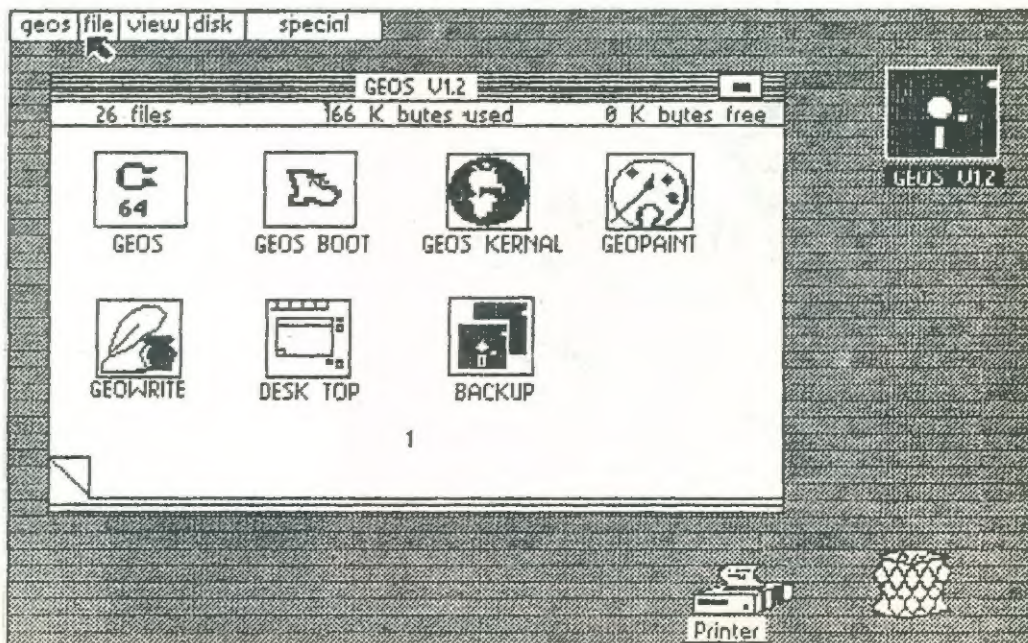 geos file view disk special
GEOS V1.2
26 files 166 K bytes used 0 K bytes free
C=
64
GEOS GEOS BOOT GEOS KERNAL GEOPAINT
GEOS V1.2
GEOWRITE DESK TOP BACKUP
1
Printer